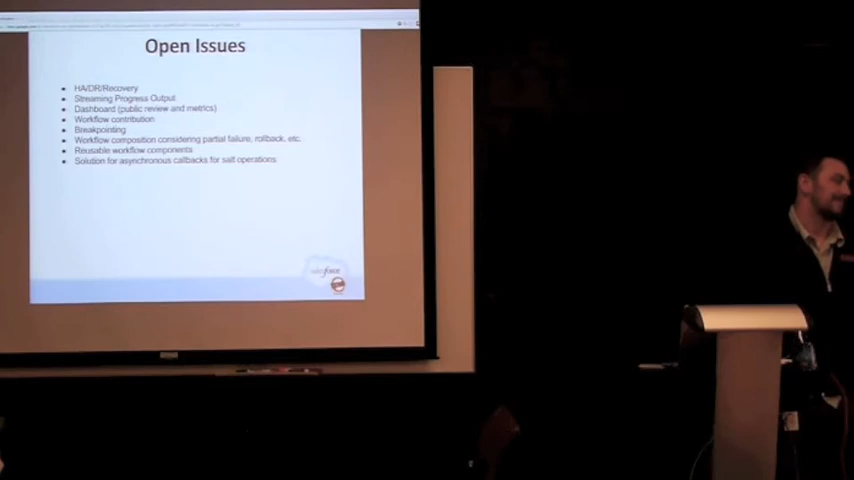 Open Issues
HA/DR/Recovery
Streaming Progress Output
Dashboard (public review and metrics)
Workflow contribution
Breakpointing
Workflow composition considering partial failure, rollback, etc.
Reusable workflow components
Solution for asynchronous callbacks for salt operations
salesforce